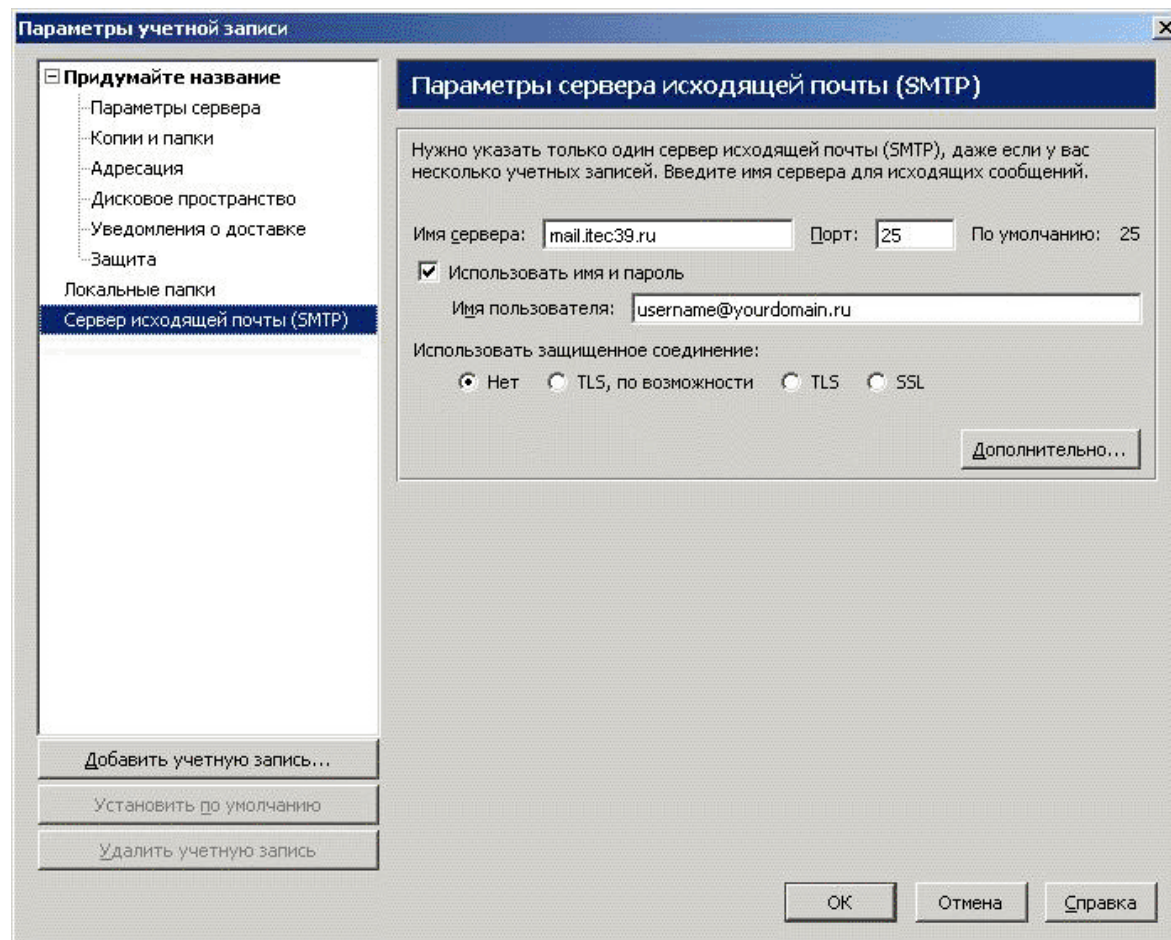 Параметры учетной записи
Придумайте название
Параметры сервера
Копии и папки
Адресация
Дисковое пространство
Уведомления о доставке
Защита
Локальные папки
Сервер исходящей почты (SMTP)
Добавить учетную запись...
Установить по умолчанию
Удалить учетную запись
Параметры сервера исходящей почты (SMTP)
Нужно указать только один сервер исходящей почты (SMTP), даже если у вас
несколько учетных записей. Введите имя сервера для исходящих сообщений.
Имя сервера: mail.itec39.ru Порт: 25 По умолчанию: 25
Использовать имя и пароль
Имя пользователя: username@yourdomain.ru
Использовать защищенное соединение:
Нет TLS, по возможности TLS SSL
Дополнительно...
ОК Отмена Справка